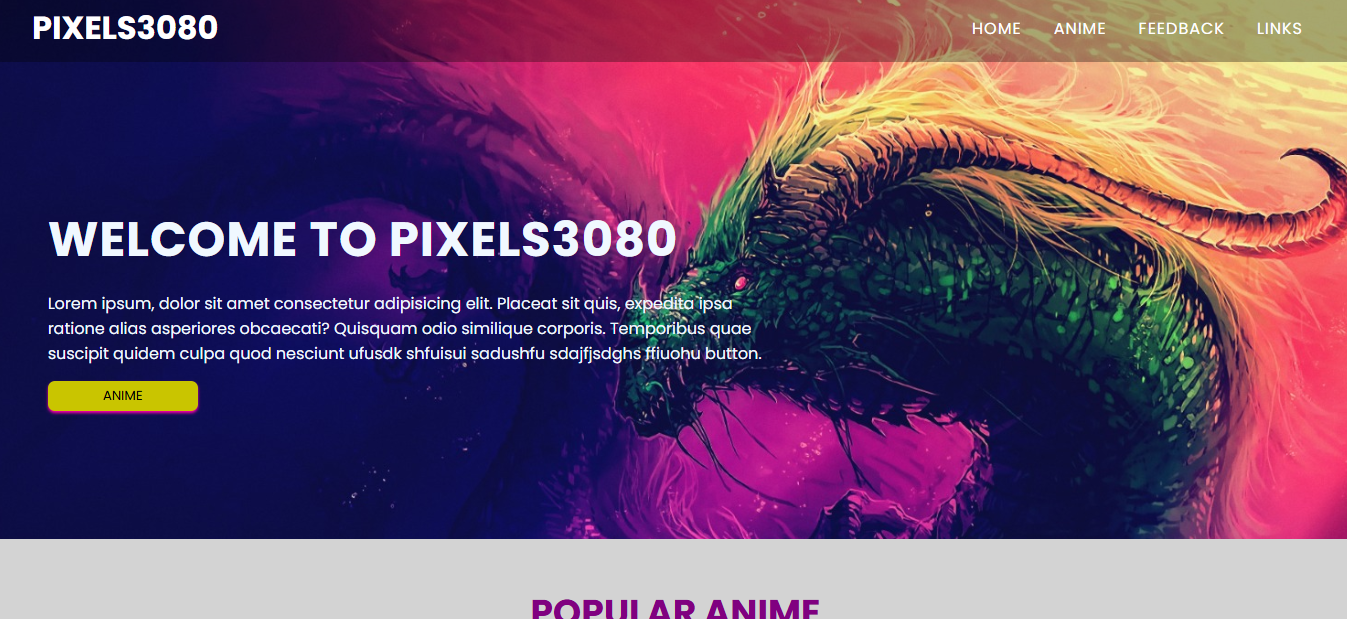 PIXELS3080
HOME ANIME FEEDBACK LINKS
WELCOME TO PIXELS3080
Lorem ipsum, dolor sit amet consectetur adipisicing elit. Placeat sit quis, expedita ipsa
ratione alias asperiores obcaecati? Quisquam odio similique corporis. Temporibus quae
suscipit quidem culpa quod nesciunt ufusdk shfuisui sadushfu sdajfjsdghs ffiuohu button.
ANIME
POPULAR ANIME